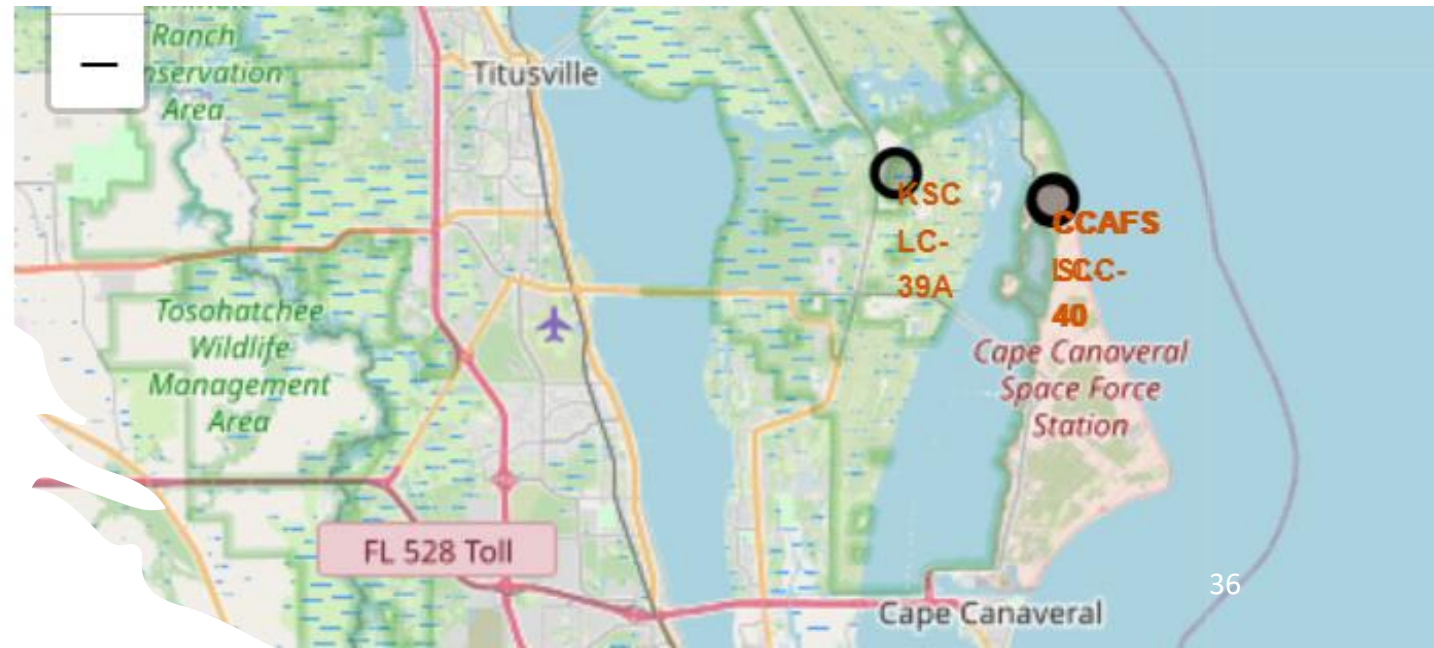 −
Ranch
nservation
Area
Titusville
KSC
LC-
39A
CCAFS
40
Tosohatchee
Wildlife
Management
Area
Cape Canaveral
Space Force
Station
FL 528 Toll
36
Cape Canaveral